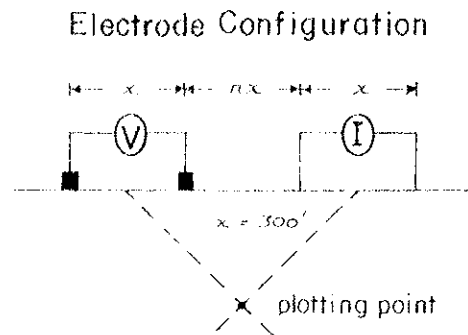 Electrode Configuration
x nx x
V I
x = 300'
plotting point